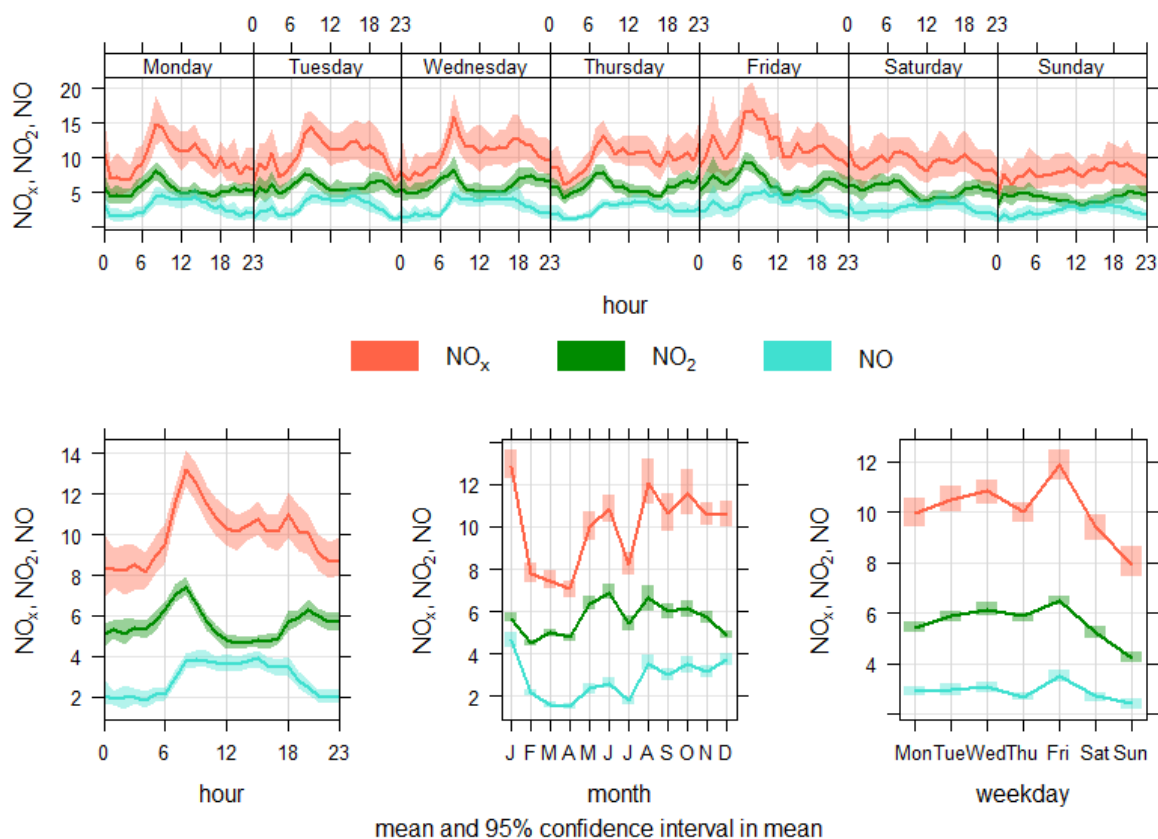 0 6 12 18 23 0 6 12 18 23 0 6 12 18 23
Monday Tuesday Wednesday Thursday Friday Saturday Sunday
NOₓ, NO₂, NO
20
15
10
5
0 6 12 18 23 0 6 12 18 23 0 6 12 18 23 0 6 12 18 23
hour
NOₓ NO₂ NO
NOₓ, NO₂, NO
14
12
10
8
6
4
2
0 6 12 18 23
hour
NOₓ, NO₂, NO
12
10
8
6
4
2
J F M A M J J A S O N D
month
NOₓ, NO₂, NO
12
10
8
6
4
Mon Tue Wed Thu Fri Sat Sun
weekday
mean and 95% confidence interval in mean